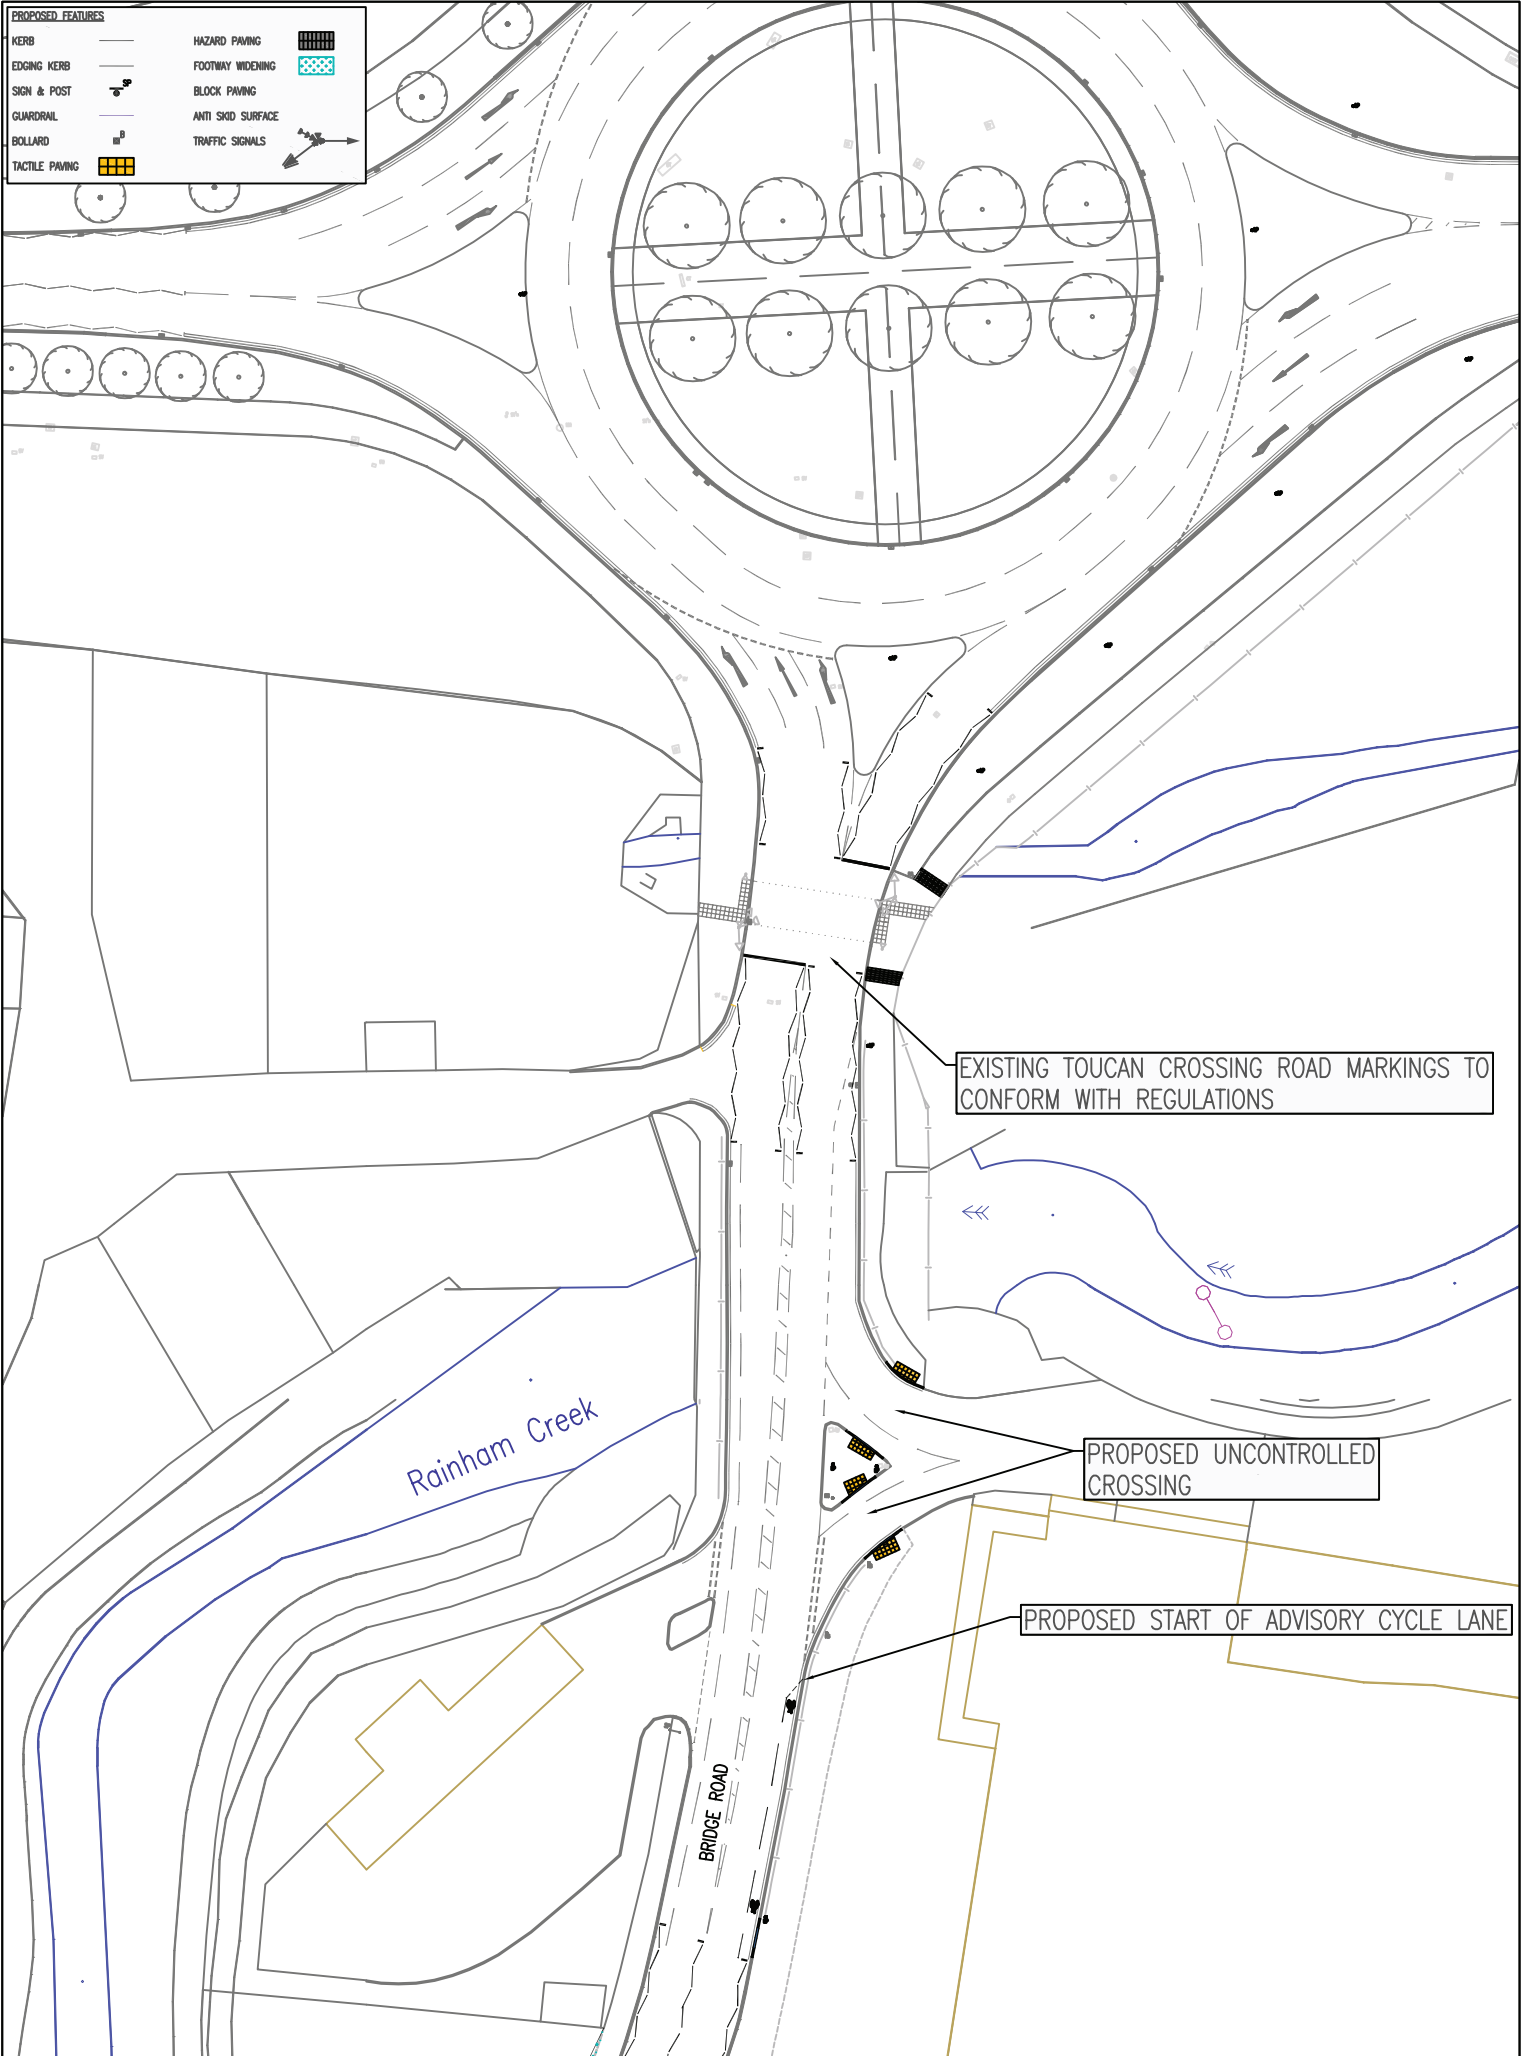 PROPOSED FEATURES
KERB
EDGING KERB
SIGN & POST
SP
GUARDRAIL
BOLLARD
B
TACTILE PAVING
HAZARD PAVING
FOOTWAY WIDENING
BLOCK PAVING
ANTI SKID SURFACE
TRAFFIC SIGNALS
EXISTING TOUCAN CROSSING ROAD MARKINGS TO
CONFORM WITH REGULATIONS
Rainham Creek
PROPOSED UNCONTROLLED
CROSSING
PROPOSED START OF ADVISORY CYCLE LANE
BRIDGE ROAD